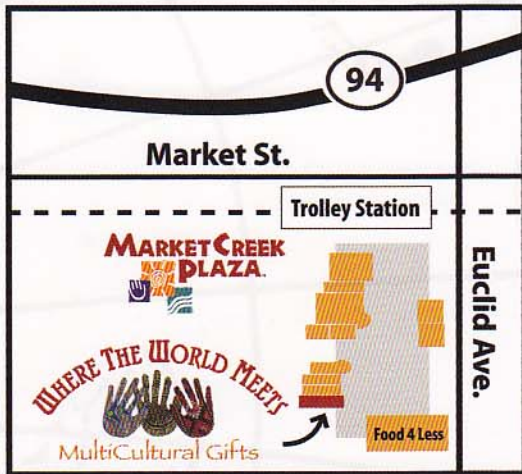 94
Market St.
Trolley Station
MARKET CREEK
PLAZA
Euclid Ave.
WHERE THE WORLD MEETS
MultiCultural Gifts
Food 4 Less